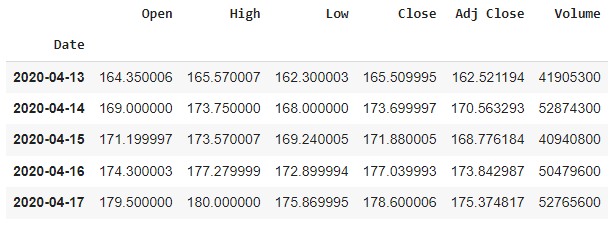 Open High Low Close Adj Close Volume
Date
2020-04-13 164.350006 165.570007 162.300003 165.509995 162.521194 41905300
2020-04-14 169.000000 173.750000 168.000000 173.699997 170.563293 52874300
2020-04-15 171.199997 173.570007 169.240005 171.880005 168.776184 40940800
2020-04-16 174.300003 177.279999 172.899994 177.039993 173.842987 50479600
2020-04-17 179.500000 180.000000 175.869995 178.600006 175.374817 52765600